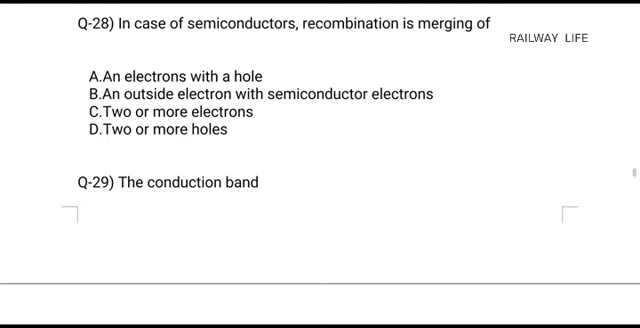 Q-28) In case of semiconductors, recombination is merging of
RAILWAY LIFE
A.An electrons with a hole
B.An outside electron with semiconductor electrons
C.Two or more electrons
D.Two or more holes
Q-29) The conduction band